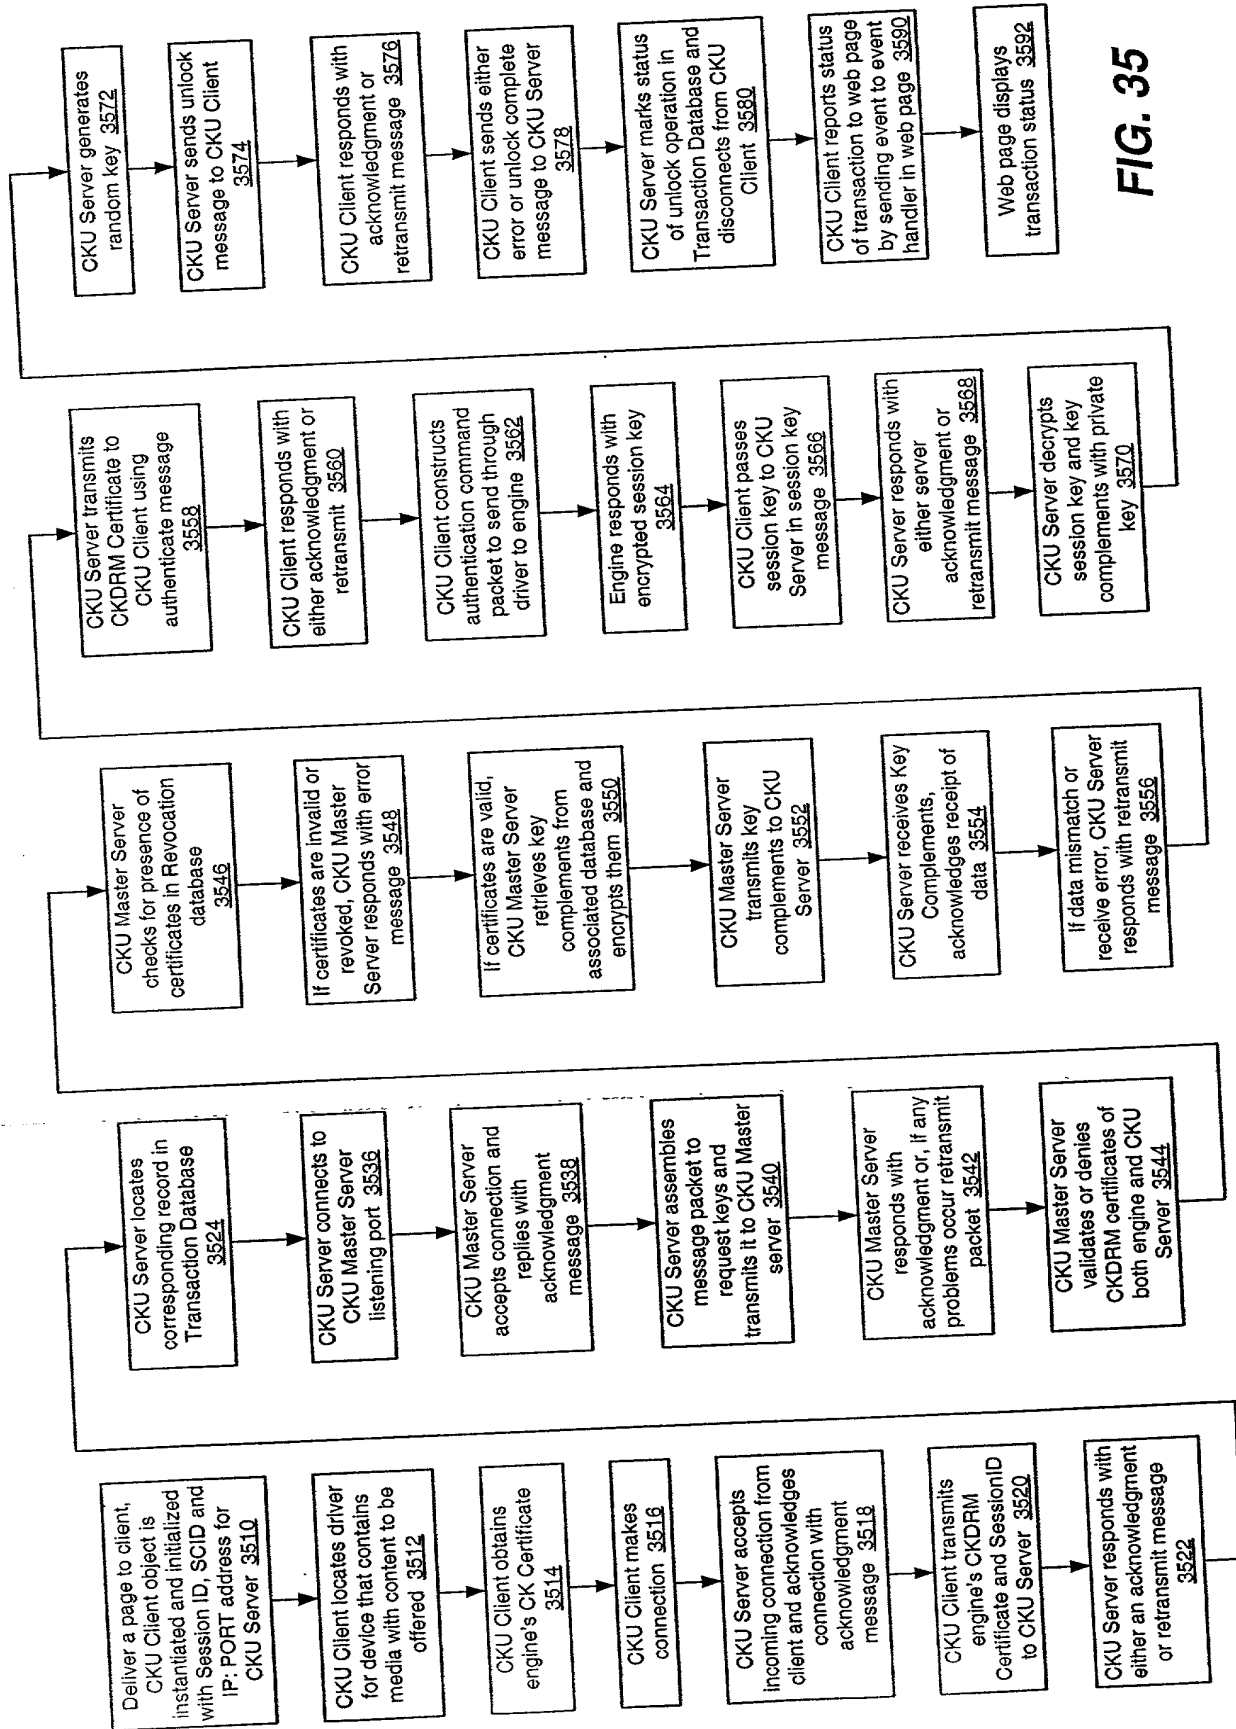 Deliver a page to client,
CKU Client object is
instantiated and initialized
with Session ID, SCID and
IP: PORT address for
CKU Server 3510
CKU Client locates driver
for device that contains
media with content to be
offered 3512
CKU Client obtains
engine's CK Certificate
3514
CKU Client makes
connection 3516
CKU Server accepts
incoming connection from
client and acknowledges
connection with
acknowledgment
message 3518
CKU Client transmits
engine's CKDRM
Certificate and SessionID
to CKU Server 3520
CKU Server responds with
either an acknowledgment
or retransmit message
3522
CKU Server locates
corresponding record in
Transaction Database
3524
CKU Server connects to
CKU Master Server
listening port 3536
CKU Master Server
accepts connection and
replies with
acknowledgment
message 3538
CKU Server assembles
message packet to
request keys and
transmits it to CKU Master
server 3540
CKU Master Server
responds with
acknowledgment or, if any
problems occur retransmit
packet 3542
CKU Master Server
validates or denies
CKDRM certificates of
both engine and CKU
Server 3544
CKU Master Server
checks for presence of
certificates in Revocation
database
3546
If certificates are invalid or
revoked, CKU Master
Server responds with error
message 3548
If certificates are valid,
CKU Master Server
retrieves key
complements from
associated database and
encrypts them 3550
CKU Master Server
transmits key
complements to CKU
Server 3552
CKU Server receives Key
Complements,
acknowledges receipt of
data 3554
If data mismatch or
receive error, CKU Server
responds with retransmit
message 3556
CKU Server transmits
CKDRM Certificate to
CKU Client using
authenticate message
3558
CKU Client responds with
either acknowledgment or
retransmit 3560
CKU Client constructs
authentication command
packet to send through
driver to engine 3562
Engine responds with
encrypted session key
3564
CKU Client passes
session key to CKU
Server in session key
message 3566
CKU Server responds with
either server
acknowledgment or
retransmit message 3568
CKU Server decrypts
session key and key
complements with private
key 3570
CKU Server generates
random key 3572
CKU Server sends unlock
message to CKU Client
3574
CKU Client responds with
acknowledgment or
retransmit message 3576
CKU Client sends either
error or unlock complete
message to CKU Server
3578
CKU Server marks status
of unlock operation in
Transaction Database and
disconnects from CKU
Client 3580
CKU Client reports status
of transaction to web page
by sending event to event
handler in web page 3590
Web page displays
transaction status 3592
FIG. 35